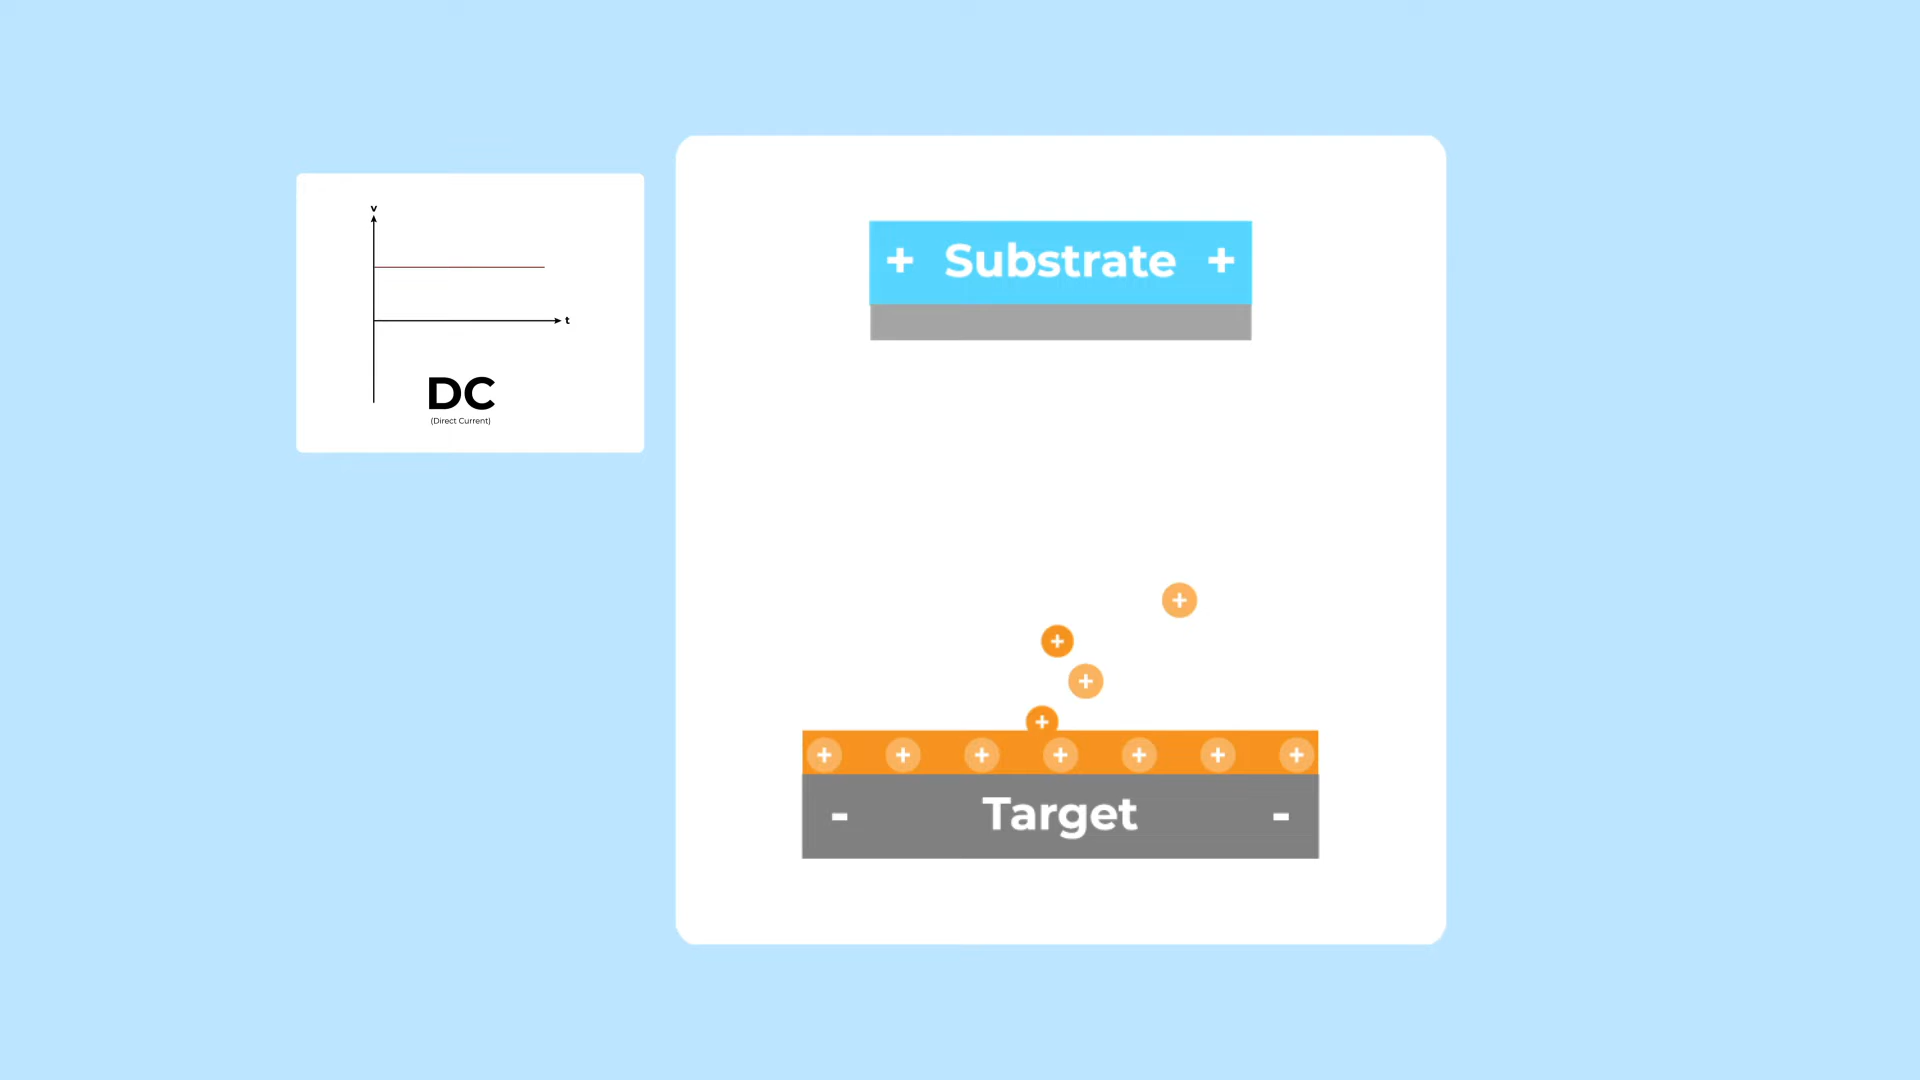 v
t
DC
(Direct Current)
+ Substrate +
+
+
+
+
+ + + + + + +
- Target -